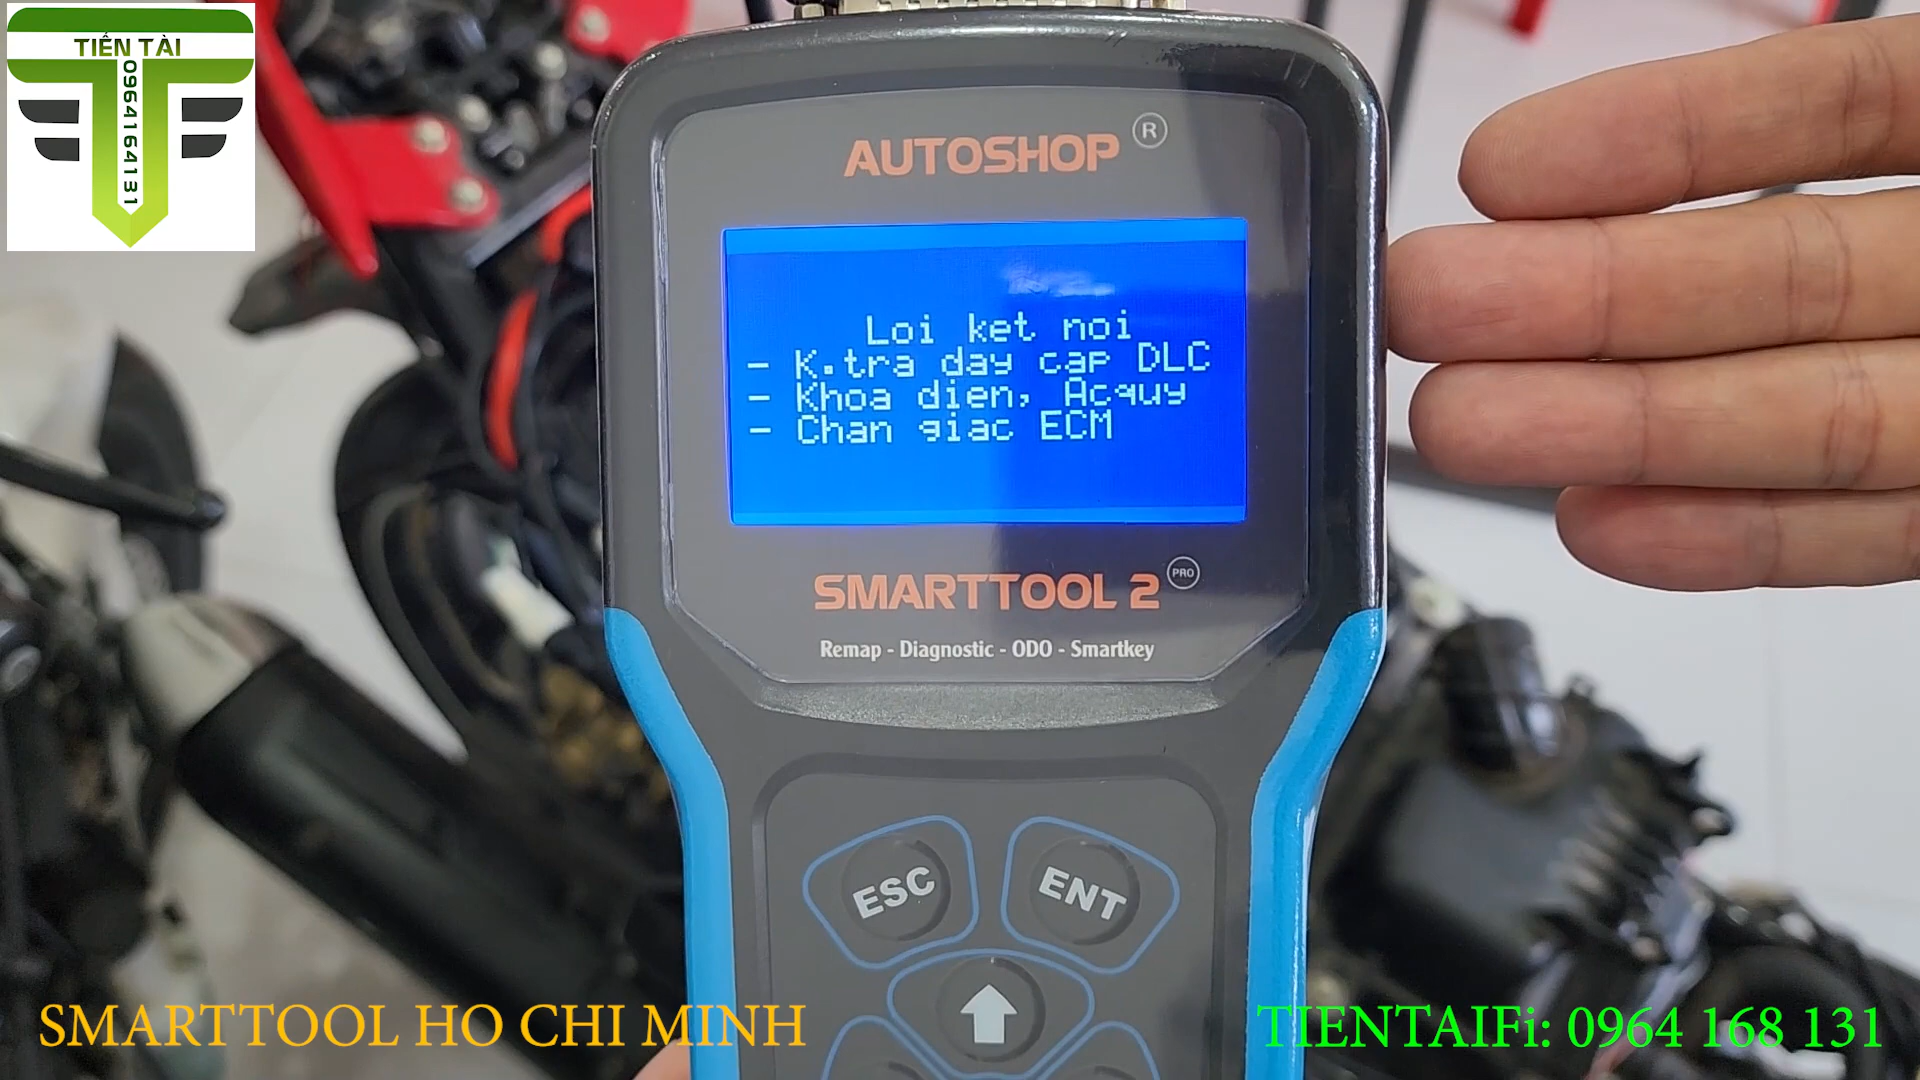 TIẾN TÀI
0964164131
AUTOSHOP ®
Loi ket noi
- K.tra day cap DLC
- Khoa dien, Acquy
- Chan giac ECM
SMARTTOOL 2 PRO
Remap - Diagnostic - ODO - Smartkey
ESC
ENT
SMARTTOOL HO CHI MINH
TIENTAIFi: 0964 168 131